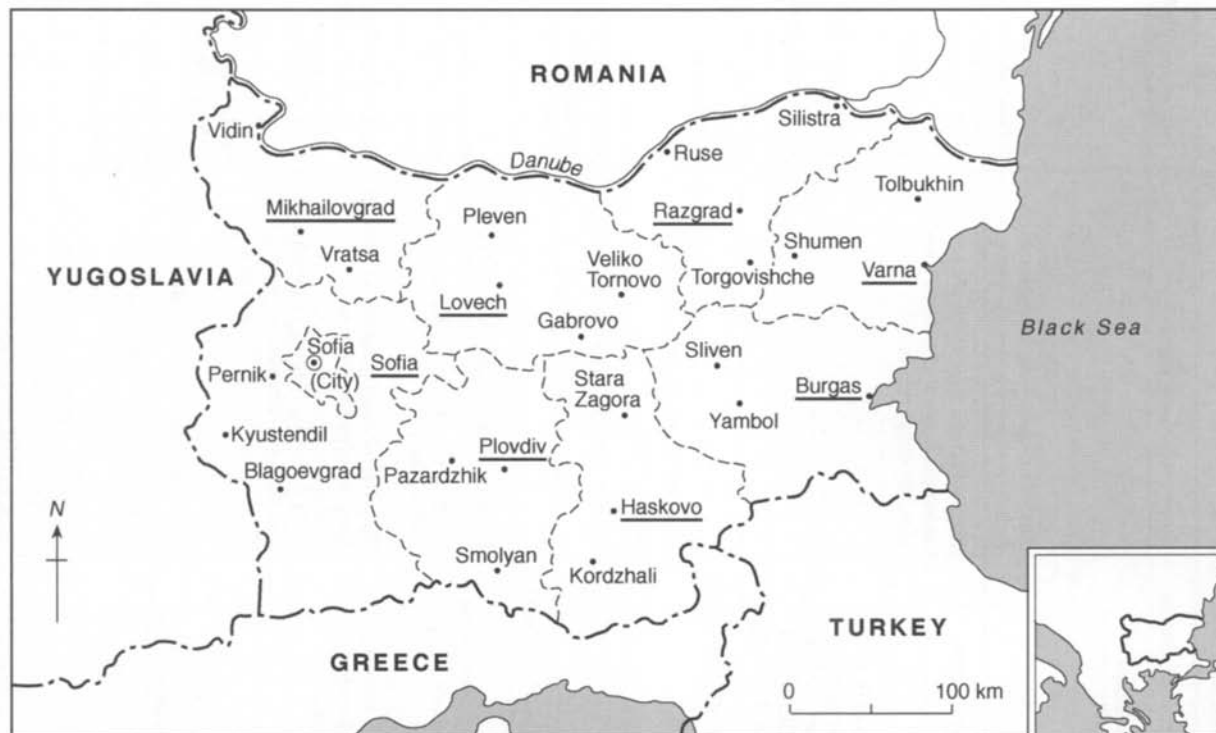 ROMANIA
Vidin
Silistra
Danube
Ruse
Tolbukhin
Mikhailovgrad
Pleven
Razgrad
Shumen
Vratsa
Veliko
Tornovo
Torgovishche
Varna
YUGOSLAVIA
Lovech
Gabrovo
Black Sea
Sofia
(City)
Sofia
Pernik
Sliven
Stara
Zagora
Burgas
Yambol
Kyustendil
Plovdiv
Blagoevgrad
Pazardzhik
N
Haskovo
Smolyan
Kordzhali
TURKEY
GREECE
0 100 km